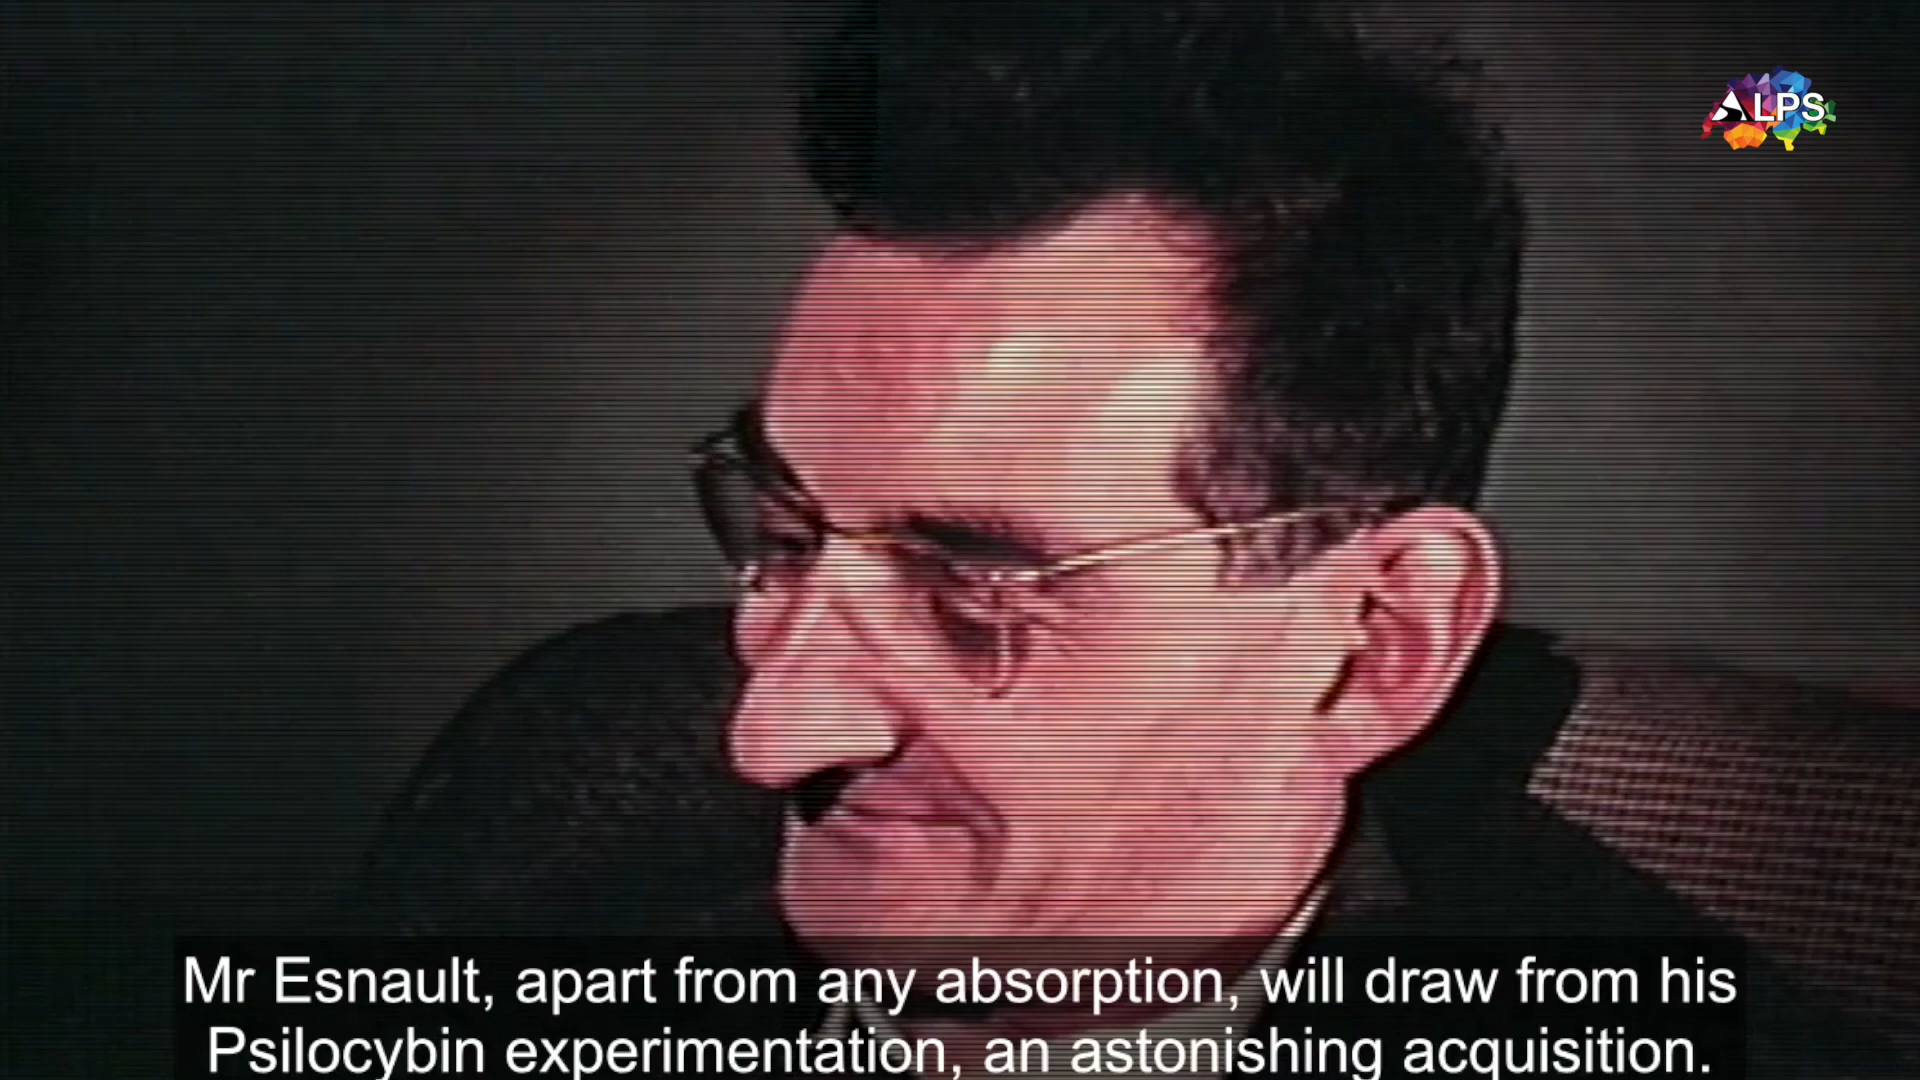 ALPS
Mr Esnault, apart from any absorption, will draw from his
Psilocybin experimentation, an astonishing acquisition.